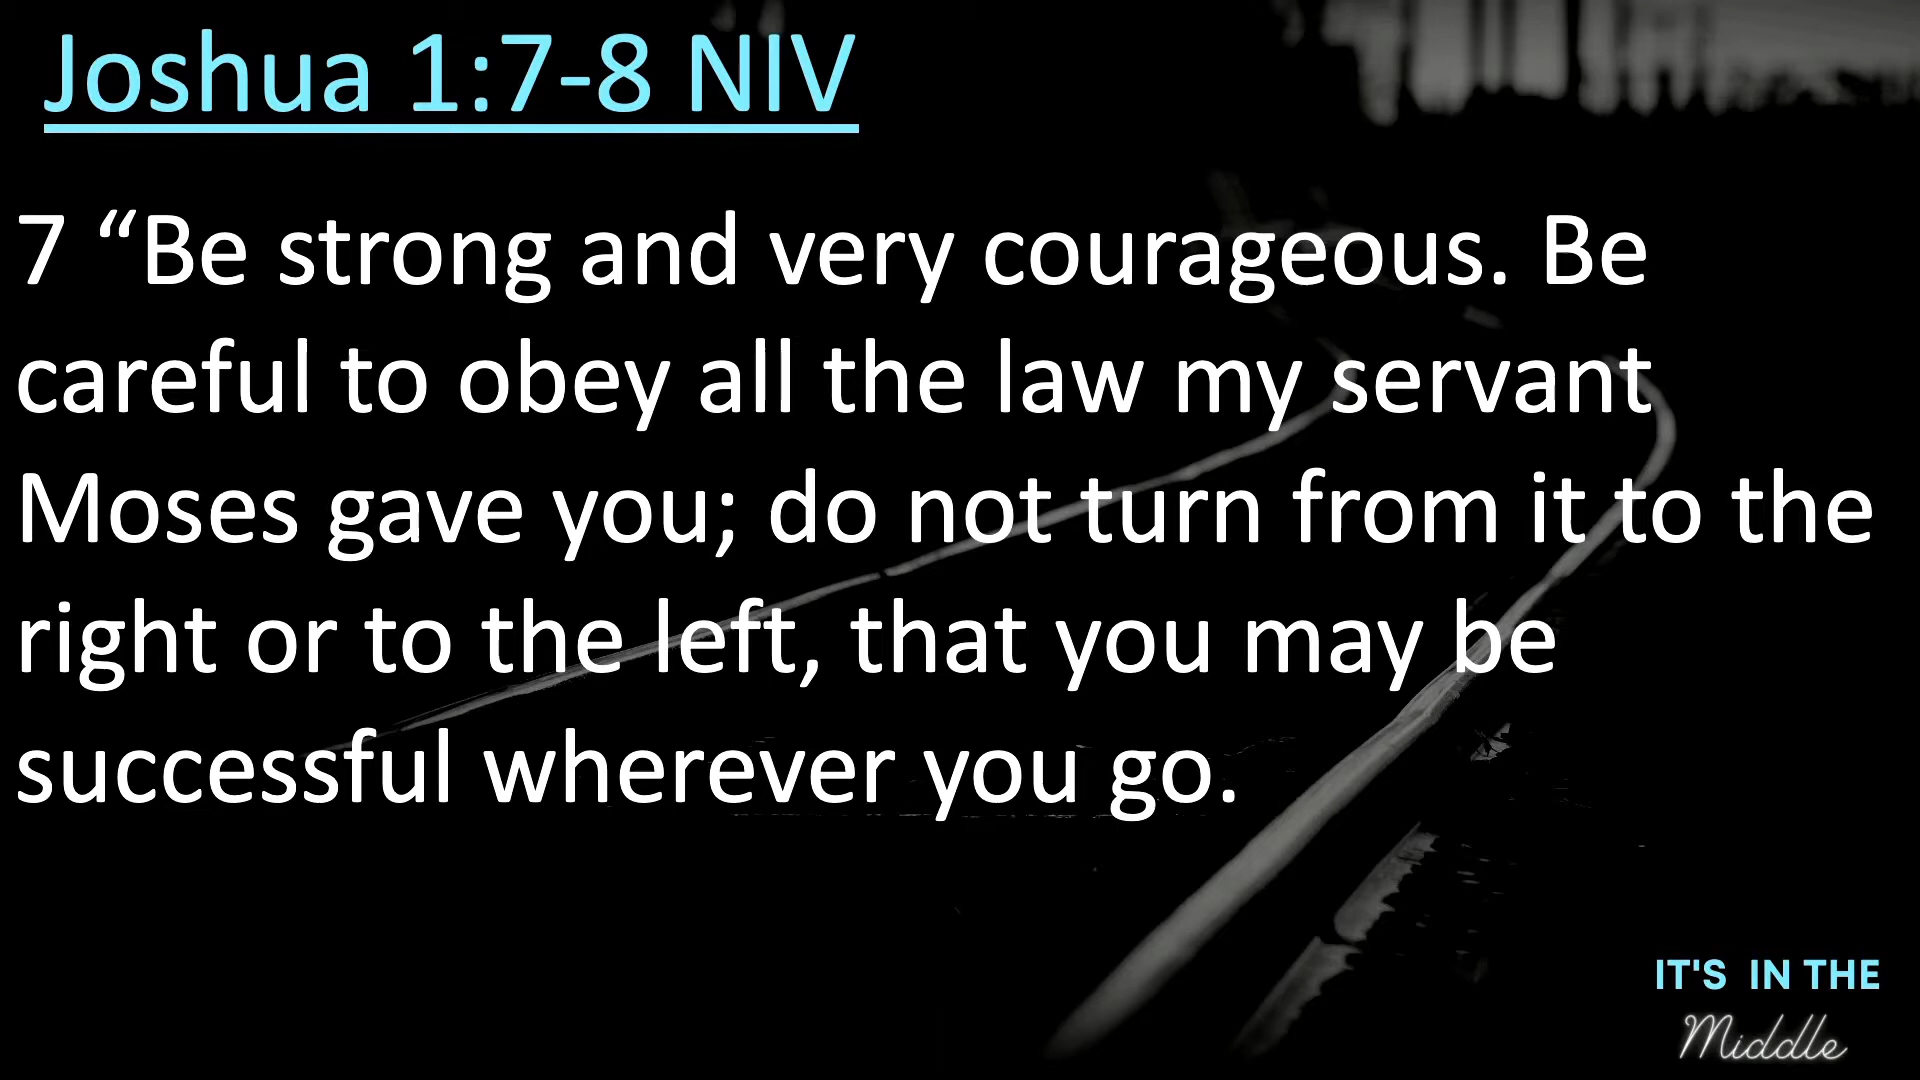 Joshua 1:7-8 NIV
7 “Be strong and very courageous. Be
careful to obey all the law my servant
Moses gave you; do not turn from it to the
right or to the left, that you may be
successful wherever you go.
IT'S IN THE
Middle